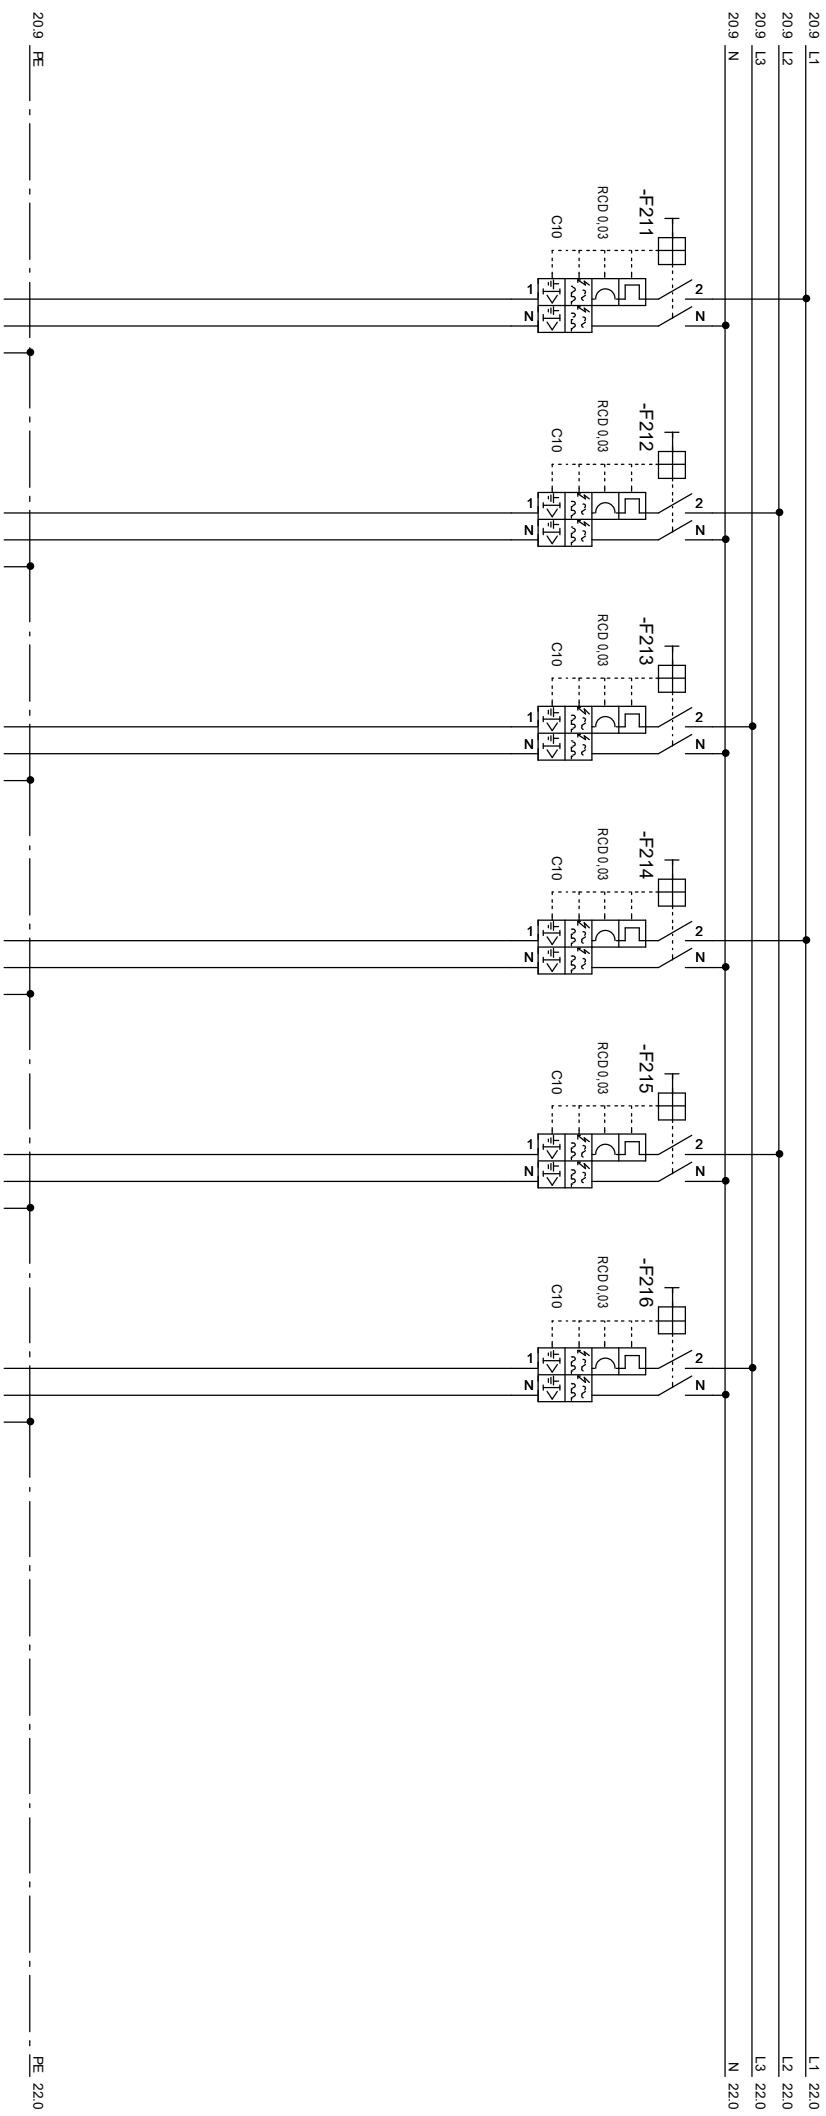 20.9 L1
L1 22.0
20.9 L2
L2 22.0
20.9 L3
L3 22.0
20.9 N
N 22.0
-F211
RCD 0,03
C10
2
N
1
N
-F212
RCD 0,03
C10
2
N
1
N
-F213
RCD 0,03
C10
2
N
1
N
-F214
RCD 0,03
C10
2
N
1
N
-F215
RCD 0,03
C10
2
N
1
N
-F216
RCD 0,03
C10
2
N
1
N
20.9 PE
PE 22.0